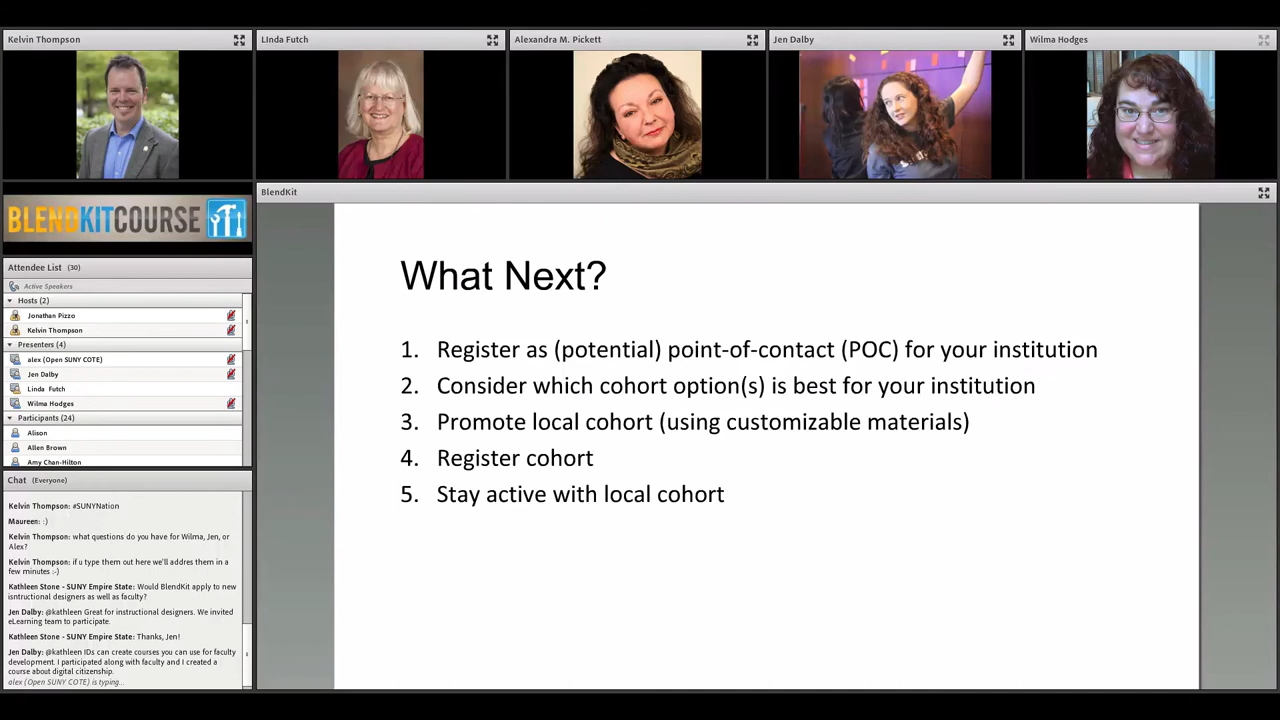 Kelvin Thompson
LInda Futch
Alexandra M. Pickett
Jen Dalby
Wilma Hodges
BLENDKITCOURSE
Attendee List (30)
Active Speakers
Hosts (2)
Jonathan Pizzo
Kelvin Thompson
Presenters (4)
alex (Open SUNY COTE)
Jen Dalby
Linda Futch
Wilma Hodges
Participants (24)
Alison
Allen Brown
Amy Chan-Hilton
Chat (Everyone)
Kelvin Thompson: #SUNYNation
Maureen: :)
Kelvin Thompson: what questions do you have for Wilma, Jen, or
Alex?
Kelvin Thompson: if u type them out here we'll addres them in a
few minutes :-)
Kathleen Stone - SUNY Empire State: Would BlendKit apply to new
isntructional designers as well as faculty?
Jen Dalby: @kathleen Great for instructional designers. We invited
eLearning team to participate.
Kathleen Stone - SUNY Empire State: Thanks, Jen!
Jen Dalby: @kathleen IDs can create courses you can use for faculty
development. I participated along with faculty and I created a
course about digital citizenship.
alex (Open SUNY COTE) is typing...
BlendKit
What Next?
1. Register as (potential) point-of-contact (POC) for your institution
2. Consider which cohort option(s) is best for your institution
3. Promote local cohort (using customizable materials)
4. Register cohort
5. Stay active with local cohort